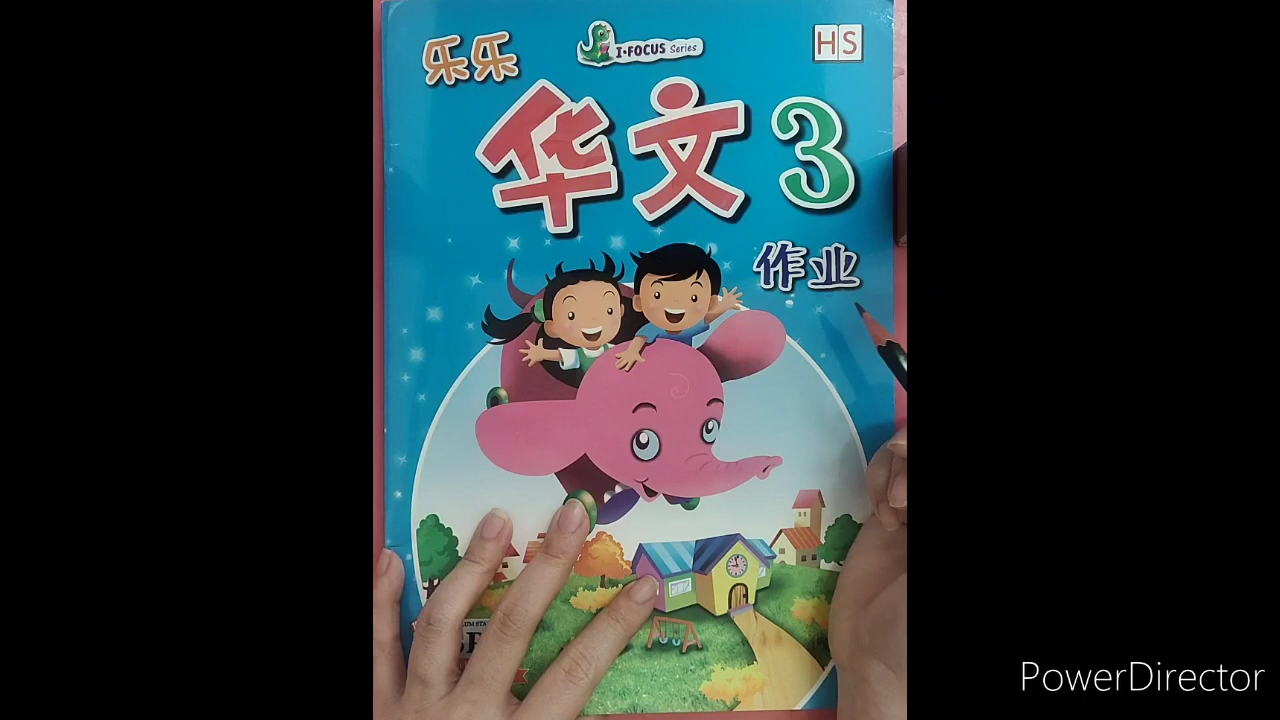 乐乐
I-FOCUS Series
HS
华文 3
作业
PowerDirector